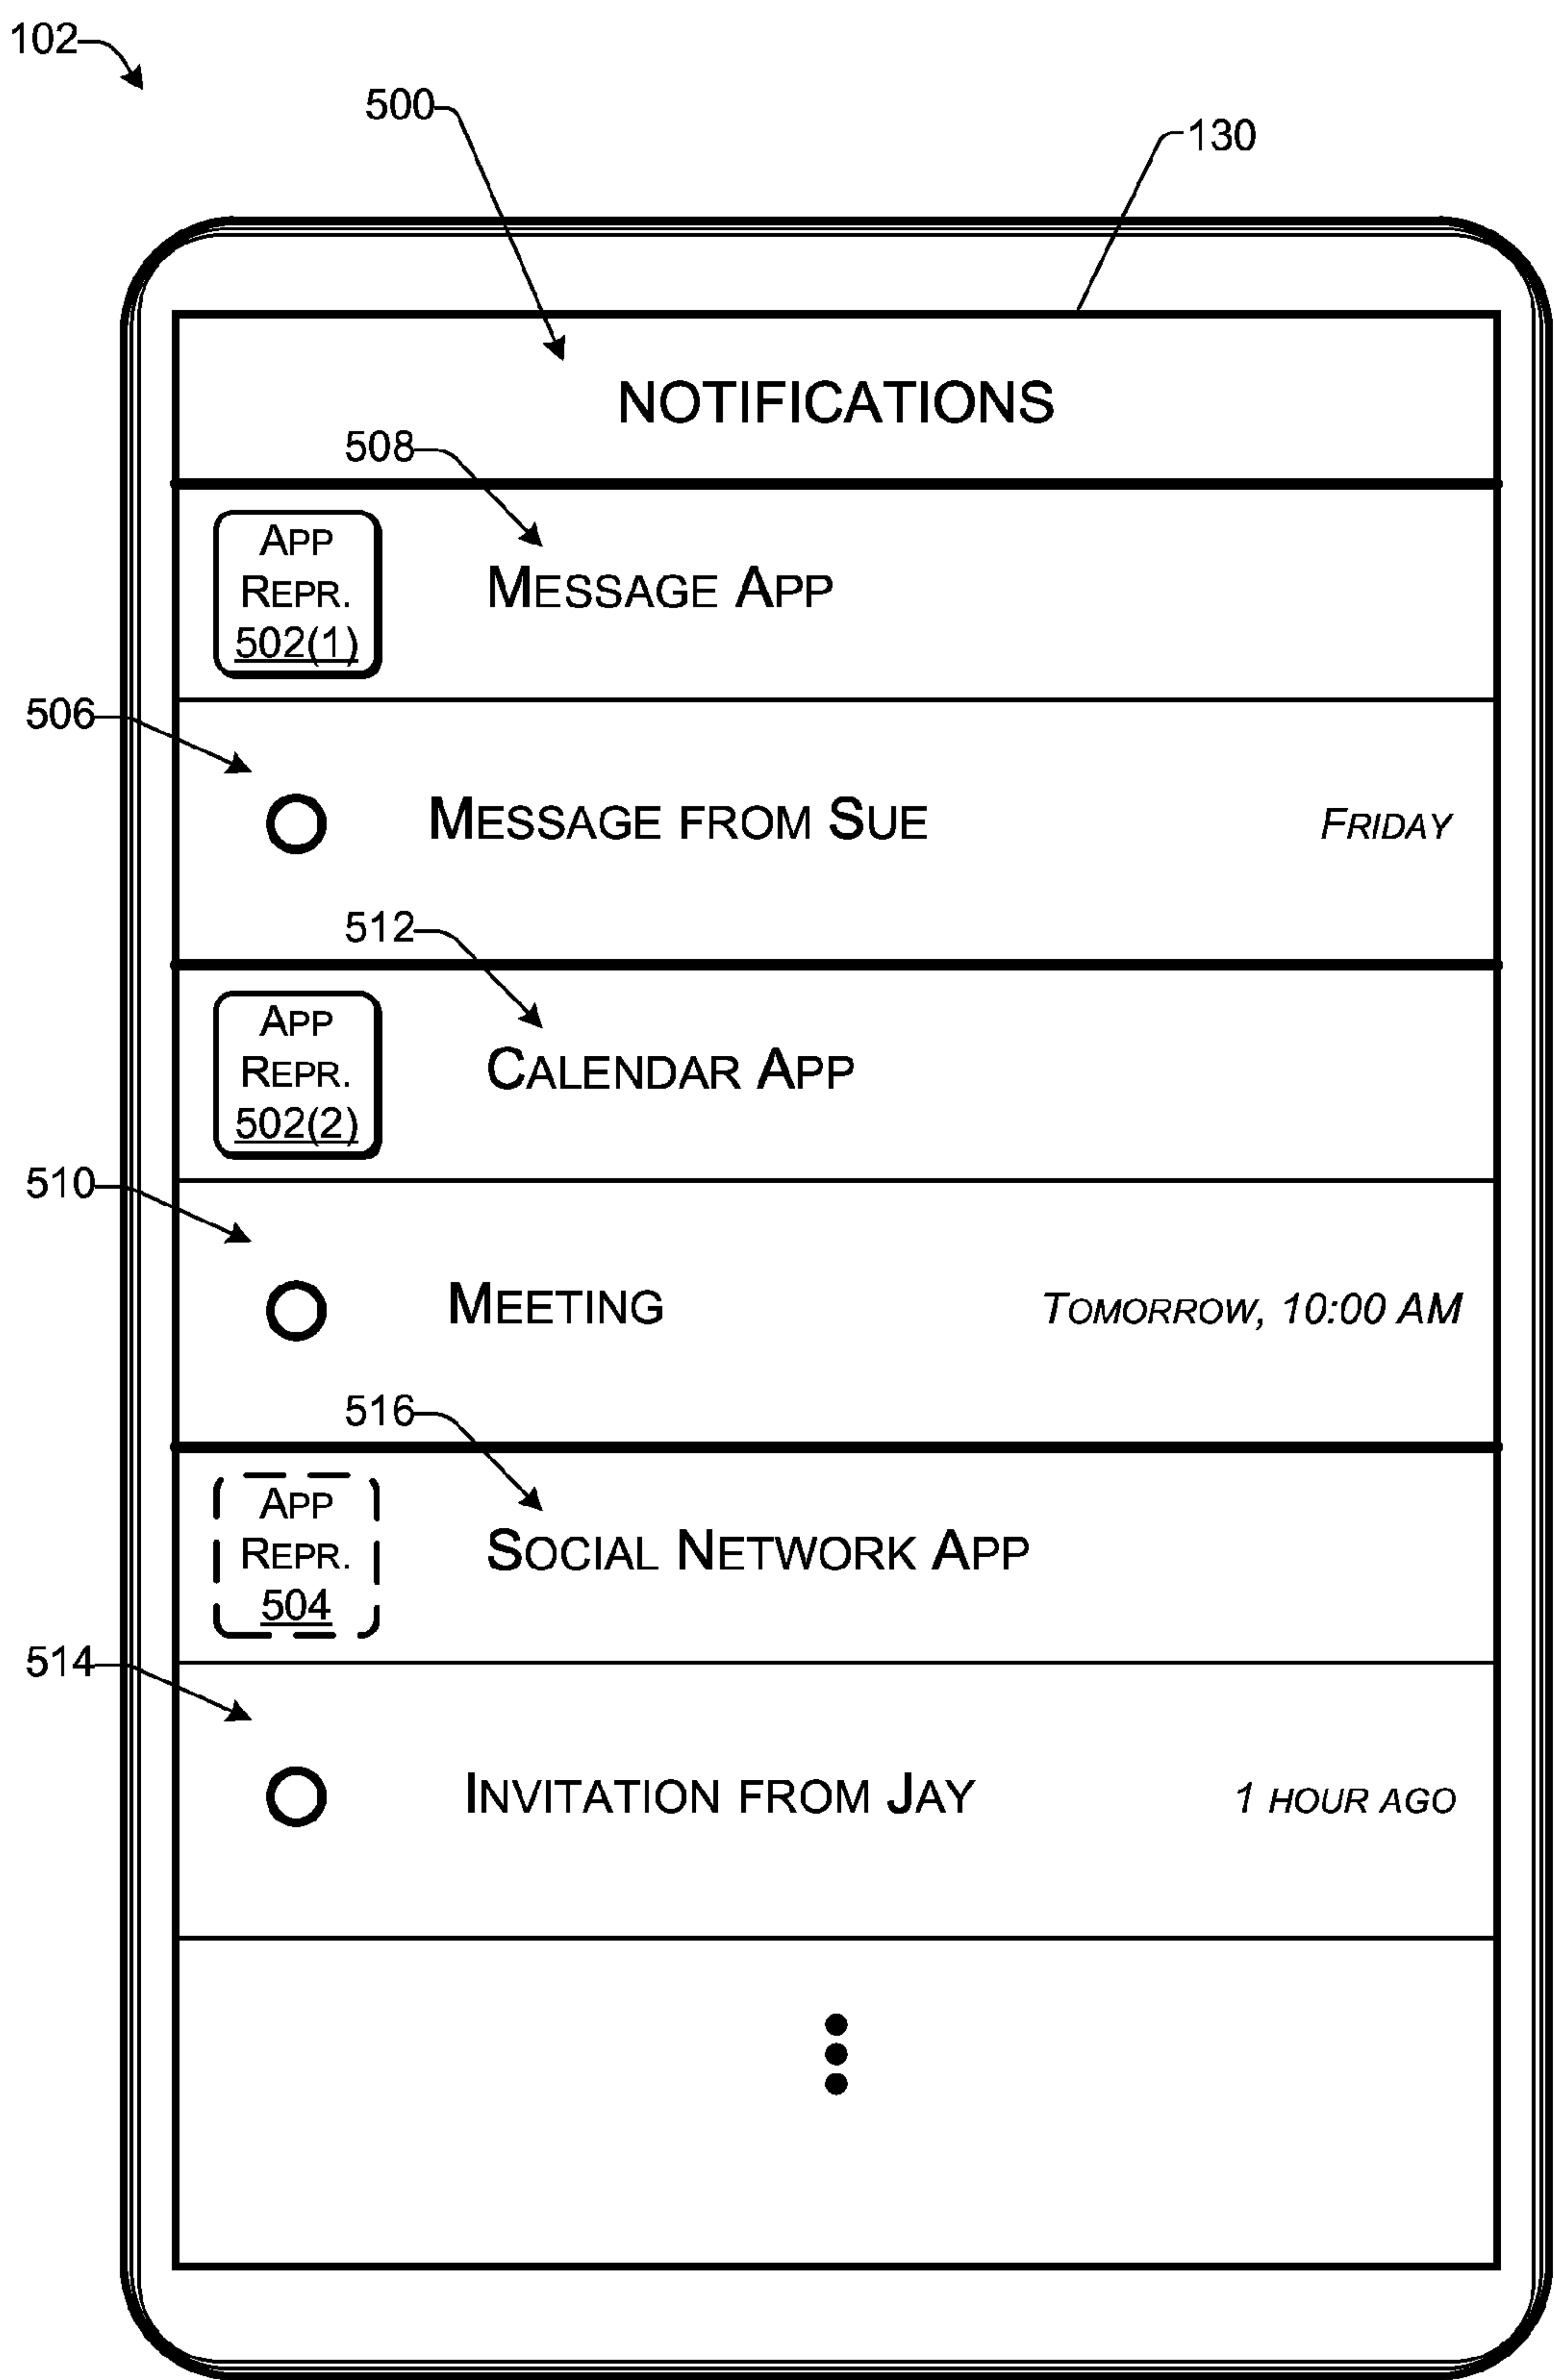 102
500
130
NOTIFICATIONS
508
APP
REPR.
502(1)
MESSAGE APP
506
MESSAGE FROM SUE
FRIDAY
512
APP
REPR.
502(2)
CALENDAR APP
510
MEETING
TOMORROW, 10:00 AM
516
APP
REPR.
504
SOCIAL NETWORK APP
514
INVITATION FROM JAY
1 HOUR AGO